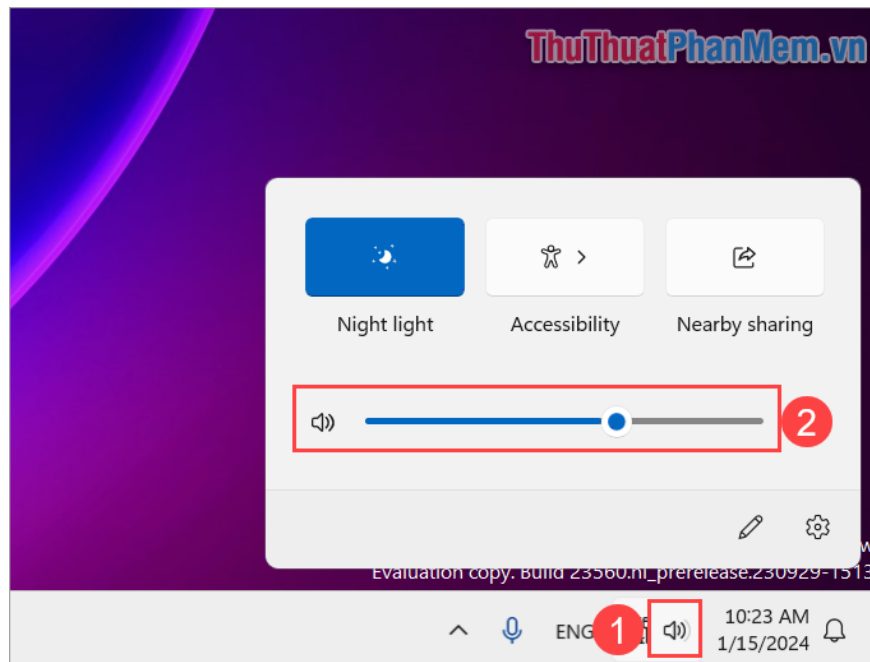 ThuThuatPhanMem.vn
Night light
Accessibility
Nearby sharing
2
Evaluation copy. Build 23560.ni_prerelease.230929-1513
ENG
1
10:23 AM
1/15/2024